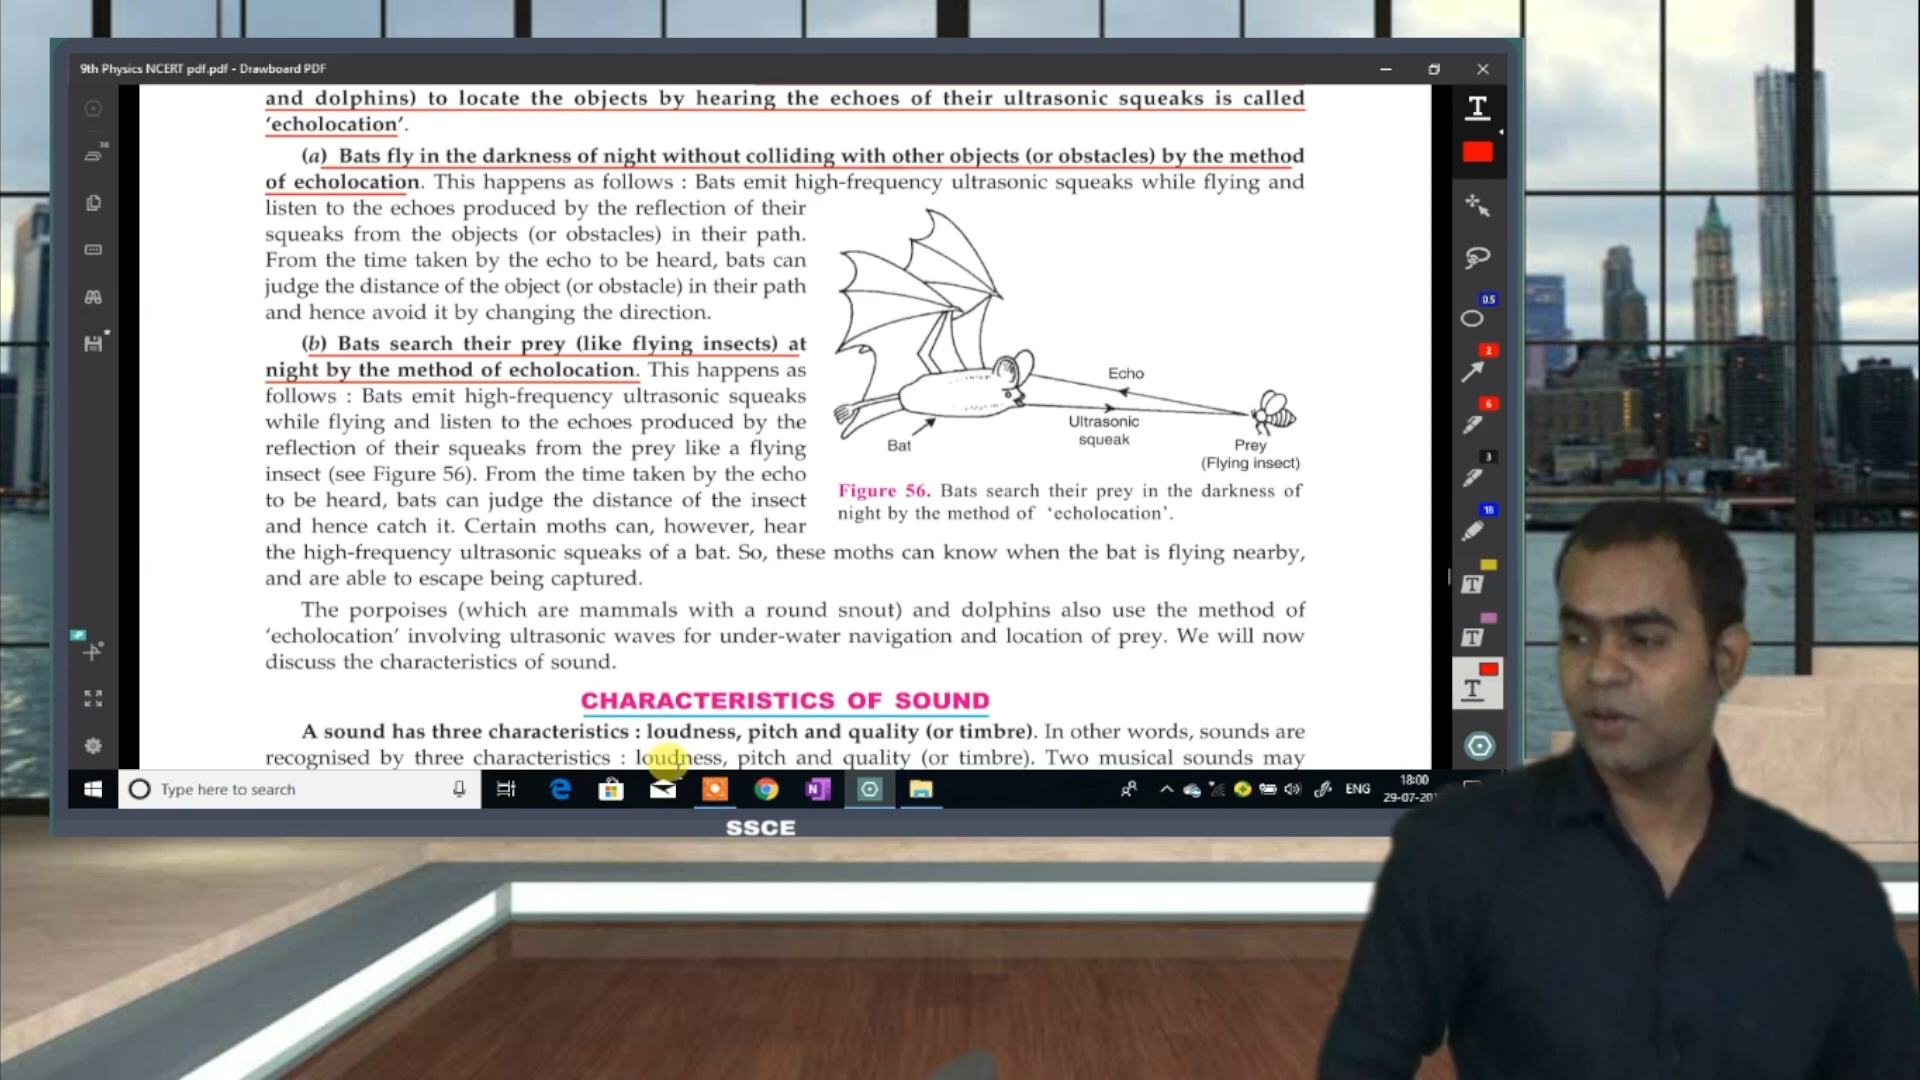 9th Physics NCERT pdf.pdf - Drawboard PDF
and dolphins) to locate the objects by hearing the echoes of their ultrasonic squeaks is called
‘echolocation’.
(a) Bats fly in the darkness of night without colliding with other objects (or obstacles) by the method
of echolocation. This happens as follows : Bats emit high-frequency ultrasonic squeaks while flying and
listen to the echoes produced by the reflection of their
squeaks from the objects (or obstacles) in their path.
From the time taken by the echo to be heard, bats can
judge the distance of the object (or obstacle) in their path
and hence avoid it by changing the direction.
(b) Bats search their prey (like flying insects) at
night by the method of echolocation. This happens as
follows : Bats emit high-frequency ultrasonic squeaks
while flying and listen to the echoes produced by the
reflection of their squeaks from the prey like a flying
insect (see Figure 56). From the time taken by the echo
to be heard, bats can judge the distance of the insect
and hence catch it. Certain moths can, however, hear
the high-frequency ultrasonic squeaks of a bat. So, these moths can know when the bat is flying nearby,
and are able to escape being captured.
Echo
Ultrasonic
squeak
Bat
Prey
(Flying insect)
Figure 56. Bats search their prey in the darkness of
night by the method of ‘echolocation’.
The porpoises (which are mammals with a round snout) and dolphins also use the method of
‘echolocation’ involving ultrasonic waves for under-water navigation and location of prey. We will now
discuss the characteristics of sound.
CHARACTERISTICS OF SOUND
A sound has three characteristics : loudness, pitch and quality (or timbre). In other words, sounds are
recognised by three characteristics : loudness, pitch and quality (or timbre). Two musical sounds may
36
T
0.5
2
6
3
18
T
T
T
Type here to search
N
ENG
18:00
29-07-20
SSCE